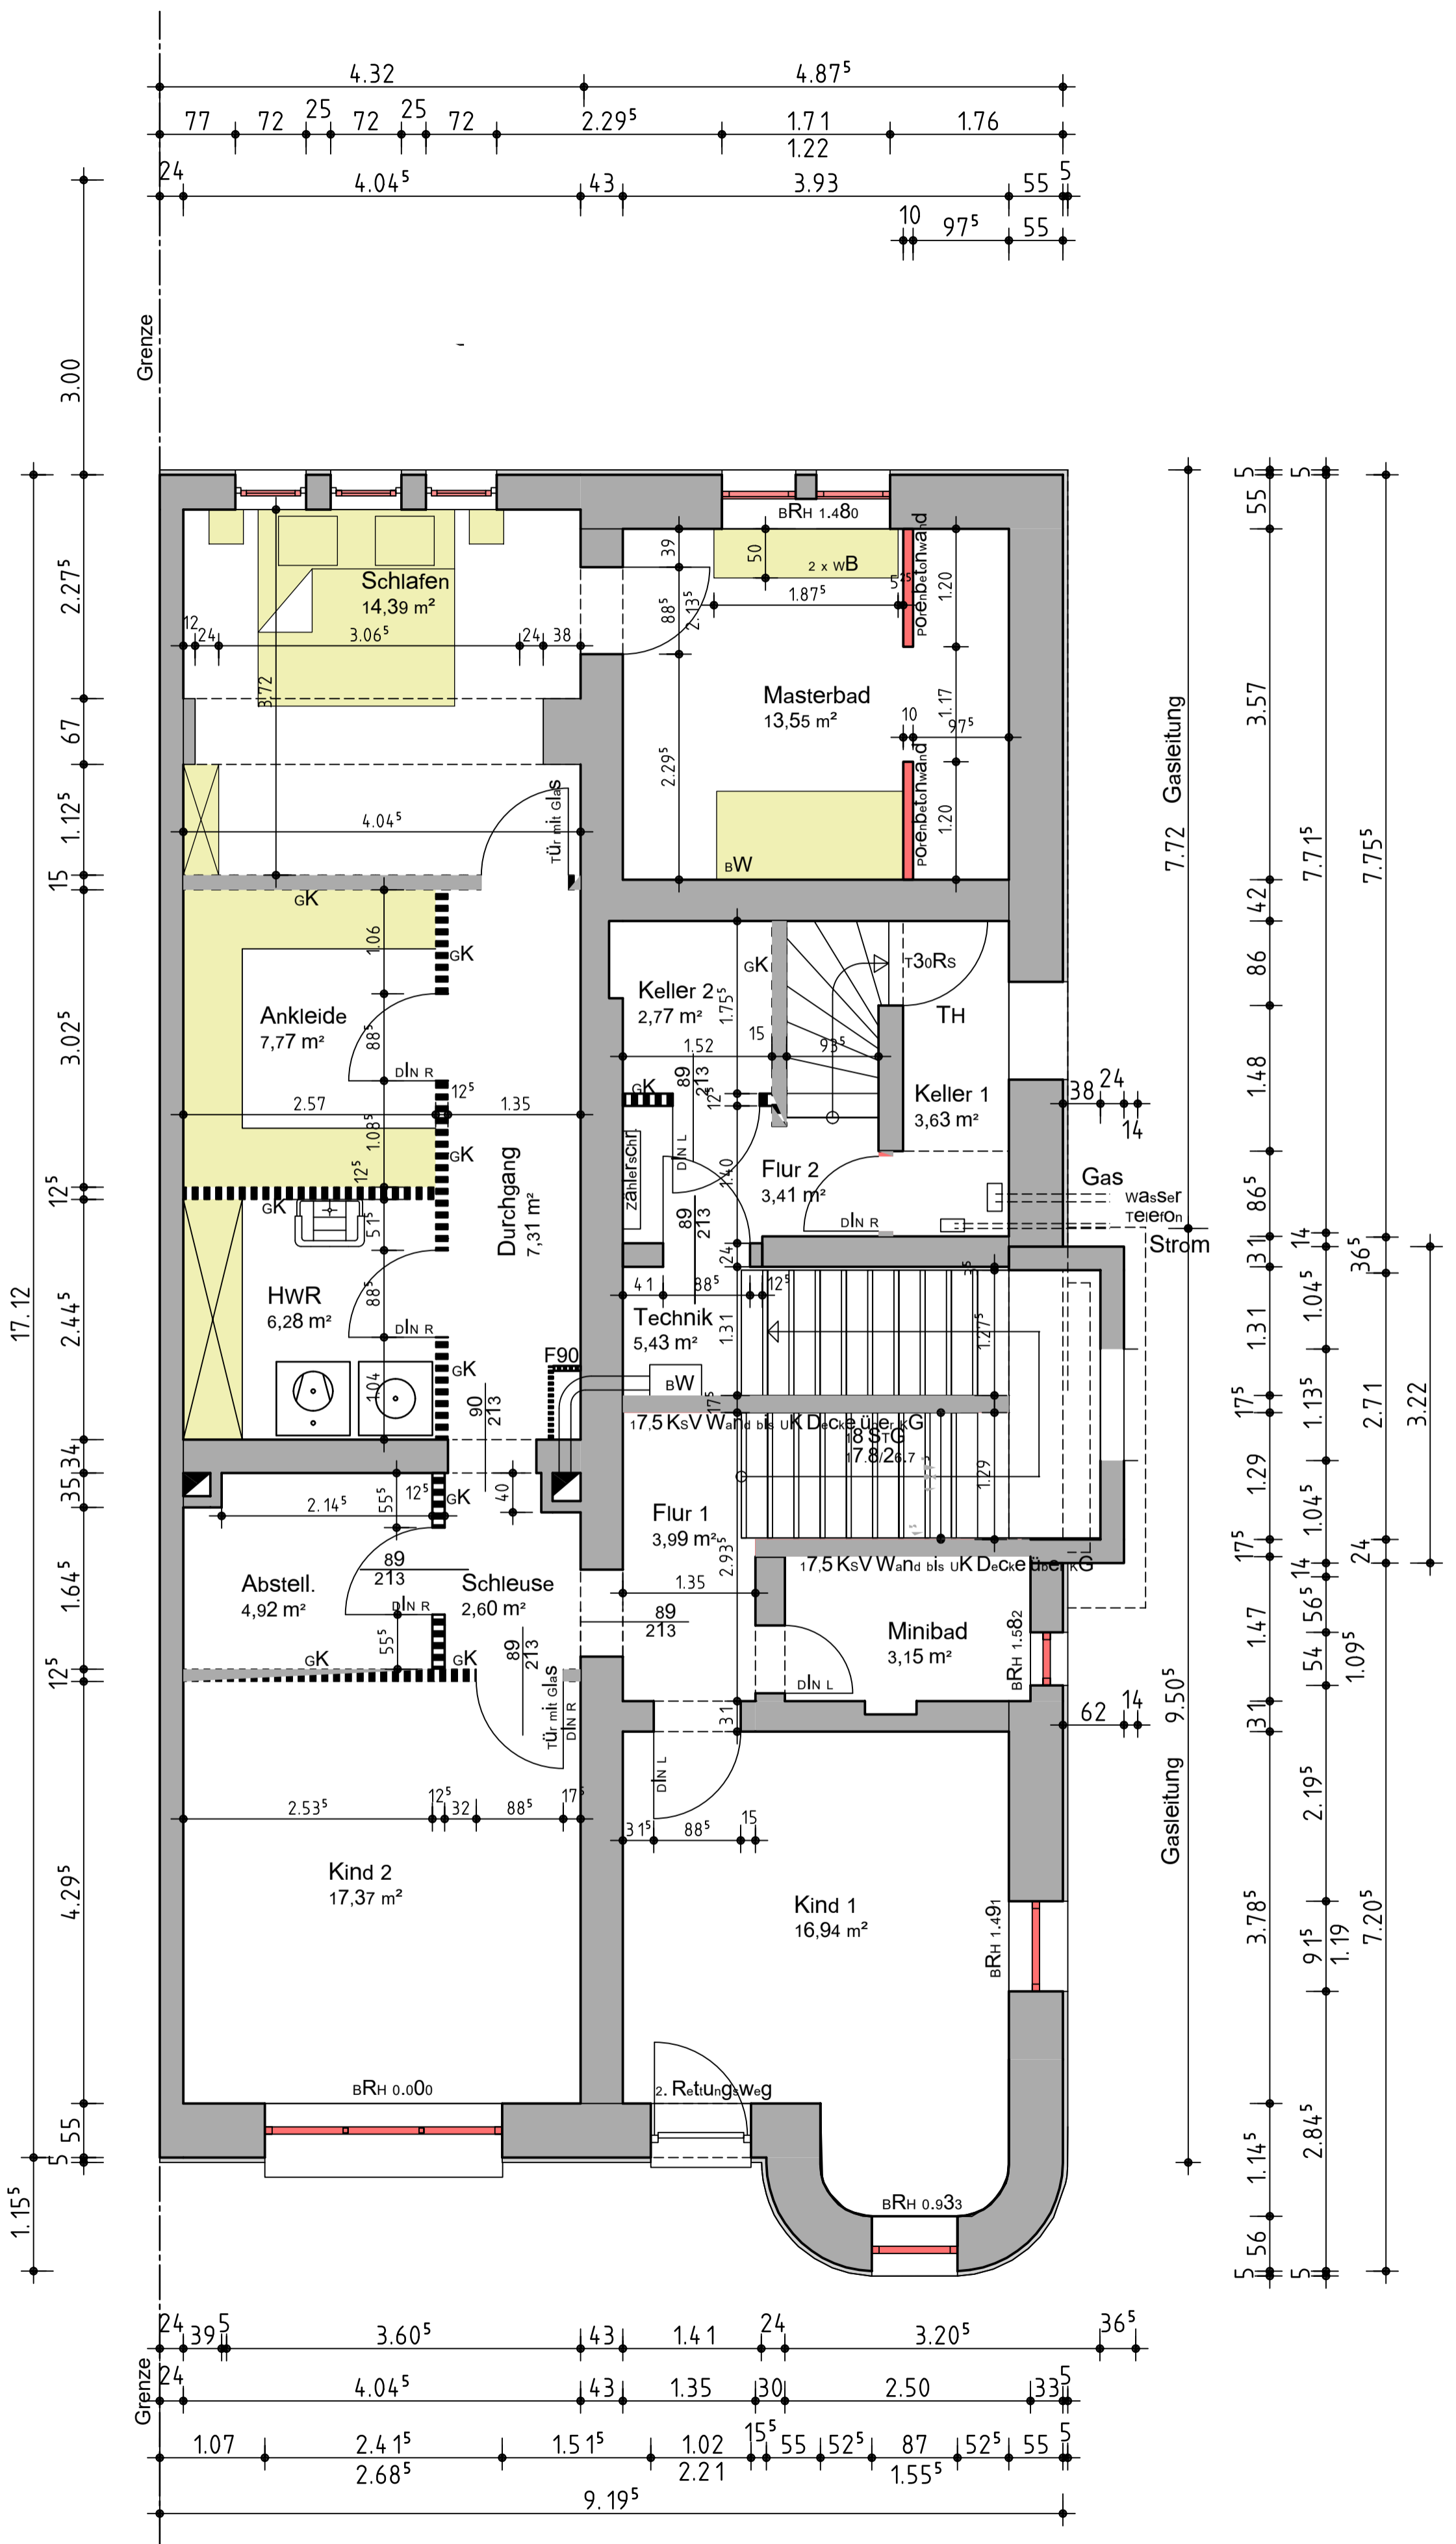 4.32
4.87⁵
77
72
25
72
25
72
2.29⁵
1.71
1.22
1.76
24
4.04⁵
43
3.93
55
5
10
97⁵
55
Grenze
3.00
17.12
2.27⁵
67
1.12⁵
15
3.02⁵
12⁵
2.44⁵
34
35
1.64
12⁵
4.29⁵
55
5
1.15⁵
Schlafen
14,39 m²
12
24
3.06⁵
24
38
3.72
4.04⁵
Tür mit Glas
GK
BRH 1.480
39
50
2 x WB
1.87⁵
5²⁵
88⁵
2.13⁵
Porenbetonwand
1.20
Masterbad
13,55 m²
1.17
10
97⁵
2.29⁵
Porenbetonwand
1.20
BW
1.06
GK
Ankleide
7,77 m²
88⁵
DIN R
2.57
12⁵
1.35
1.08⁵
GK
12⁵
GK
51⁵
Durchgang
7,31 m²
HWR
6,28 m²
88⁵
DIN R
GK
1.04
F90
90
213
Keller 2
2,77 m²
GK
1.75⁵
15
1.52
93⁵
T30RS
TH
Keller 1
3,63 m²
GK
89
213
12⁵
DIN L
Zählerschr.
1.40
Flur 2
3,41 m²
DIN R
89
213
24
41
88⁵
12⁵
Technik
5,43 m²
1.31
BW
17⁵
35
1.27⁵
17,5 KSV Wand bis UK Decke über KG
18 STG
17.8/26.7
1.29
Flur 1
3,99 m²
2.93⁵
17,5 KSV Wand bis UK Decke über KG
1.35
89
213
Minibad
3,15 m²
BRH 1.582
DIN L
31
2.14⁵
55⁵
12⁵
GK
40
Abstell.
4,92 m²
89
213
DIN R
Schleuse
2,60 m²
55⁵
GK
GK
89
213
Tür mit Glas
DIN R
DIN L
2.53⁵
12⁵
32
88⁵
17⁵
31⁵
88⁵
15
Kind 2
17,37 m²
Kind 1
16,94 m²
BRH 1.491
BRH 0.000
2. Rettungsweg
BRH 0.933
Gas
Wasser
Telefon
Strom
38
24
14
62
14
Gasleitung
7.72
Gasleitung
9.50⁵
5
55
3.57
42
86
1.48
86⁵
31
1.31
17⁵
1.29
17⁵
1.47
31
3.78⁵
1.14⁵
56
5
5
7.71⁵
14
1.04⁵
1.13⁵
1.04⁵
14
56⁵
54
1.09⁵
2.19⁵
91⁵
1.19
2.84⁵
5
7.75⁵
36⁵
2.71
24
7.20⁵
3.22
24
39
5
3.60⁵
43
1.41
24
3.20⁵
36⁵
Grenze
24
4.04⁵
43
1.35
30
2.50
33
5
1.07
2.41⁵
2.68⁵
1.51⁵
1.02
2.21
15⁵
55
52⁵
87
1.55⁵
52⁵
55
5
9.19⁵